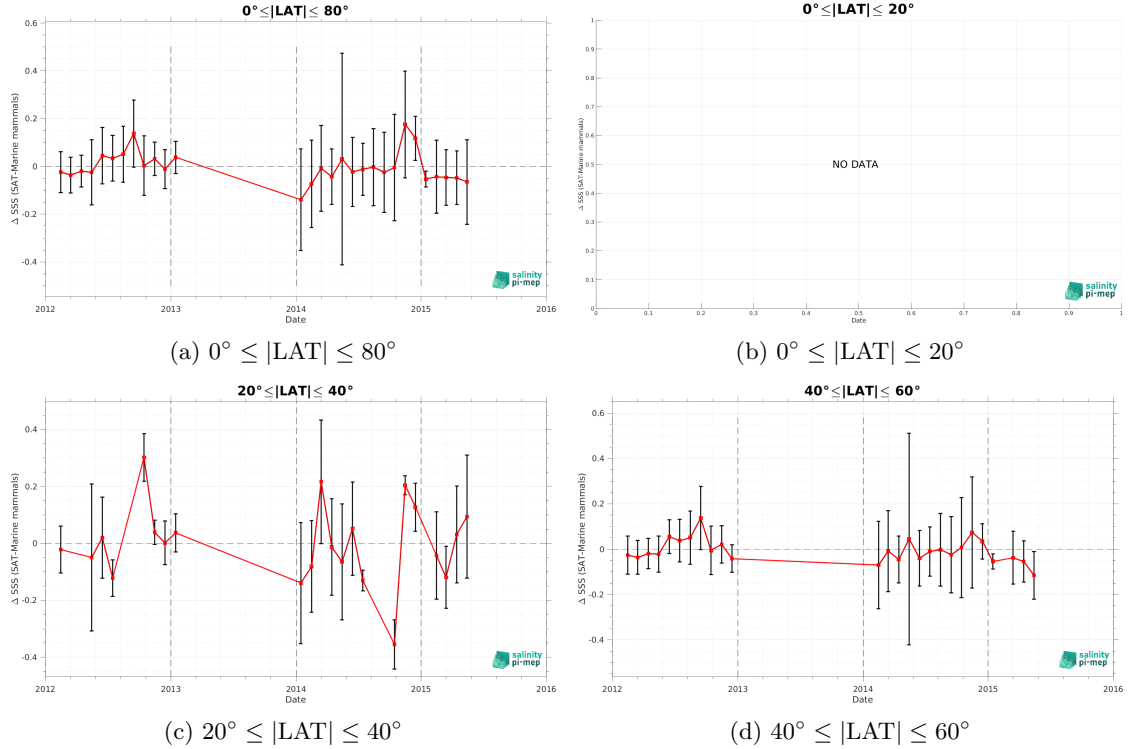 0°≤|LAT|≤ 80°
Δ SSS (SAT-Marine mammals)
0.6
0.4
0.2
0
-0.2
-0.4
2012
2013
2014
2015
2016
Date
salinity
pi-mep
(a) 0° ≤ |LAT| ≤ 80°
0°≤|LAT|≤ 20°
Δ SSS (SAT-Marine mammals)
1
0.9
0.8
0.7
0.6
0.5
0.4
0.3
0.2
0.1
0
NO DATA
0
0.1
0.2
0.3
0.4
0.5
0.6
0.7
0.8
0.9
1
Date
salinity
pi-mep
(b) 0° ≤ |LAT| ≤ 20°
20°≤|LAT|≤ 40°
Δ SSS (SAT-Marine mammals)
0.4
0.2
0
-0.2
-0.4
2012
2013
2014
2015
2016
Date
salinity
pi-mep
(c) 20° ≤ |LAT| ≤ 40°
40°≤|LAT|≤ 60°
Δ SSS (SAT-Marine mammals)
0.6
0.4
0.2
0
-0.2
-0.4
2012
2013
2014
2015
2016
Date
salinity
pi-mep
(d) 40° ≤ |LAT| ≤ 60°